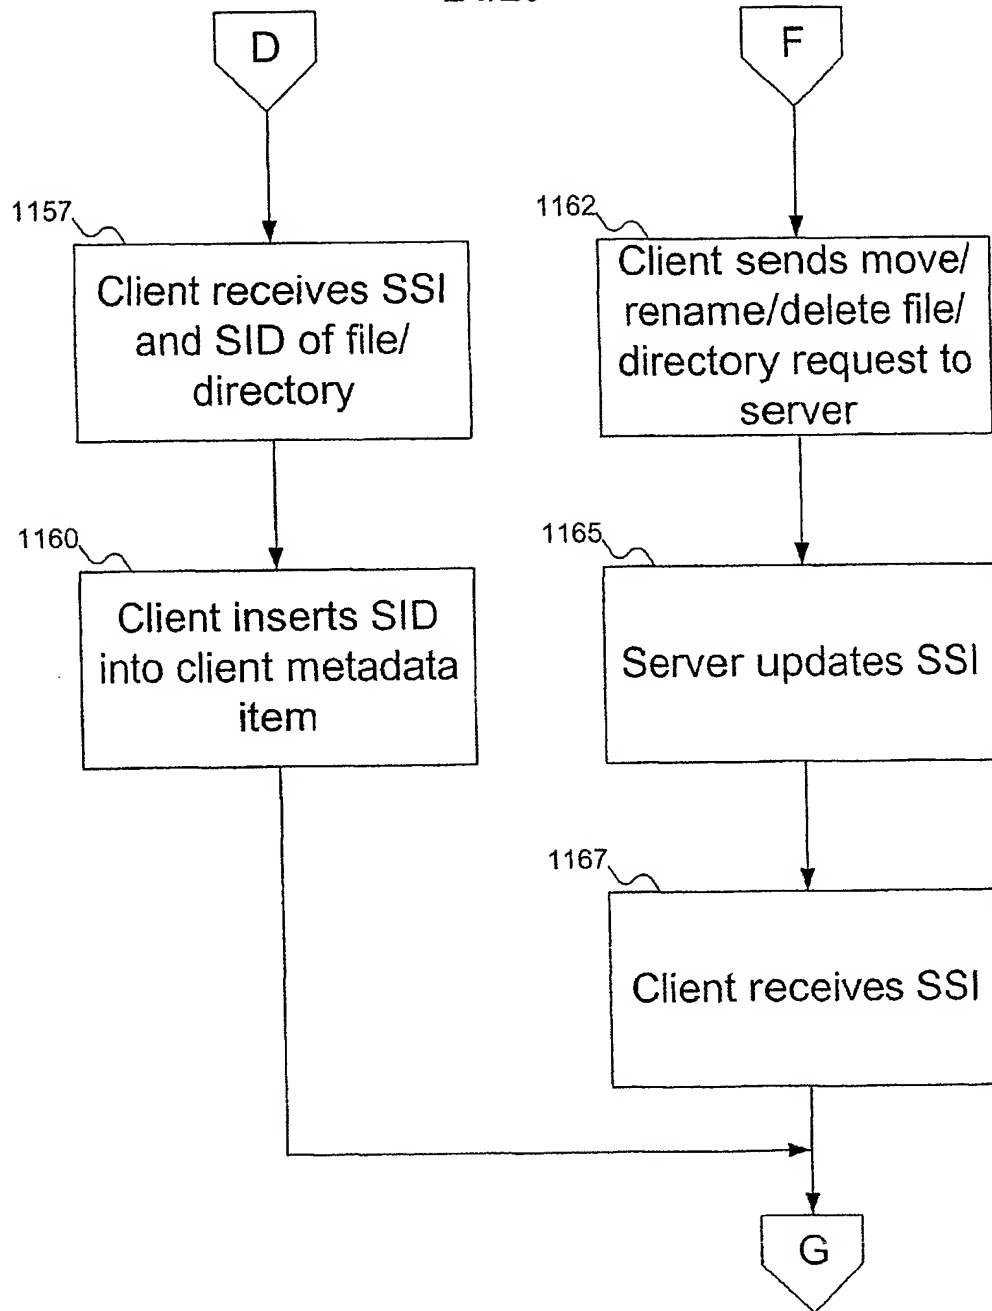 D
F
1157
Client receives SSI
and SID of file/
directory
1162
Client sends move/
rename/delete file/
directory request to
server
1160
Client inserts SID
into client metadata
item
1165
Server updates SSI
1167
Client receives SSI
G